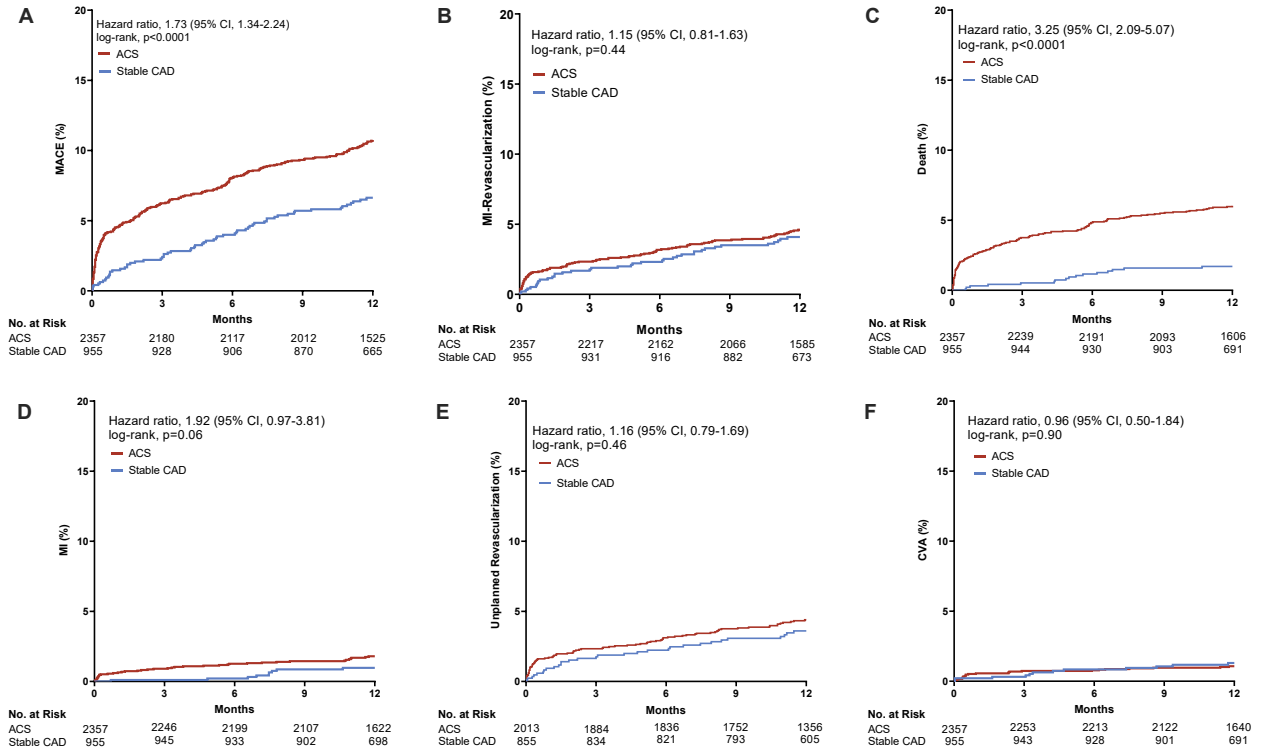 A
Hazard ratio, 1.73 (95% CI, 1.34-2.24)
log-rank, p<0.0001
ACS
Stable CAD
MACE (%)
20
15
10
5
0
0 3 6 9 12
Months
No. at Risk
ACS 2357 2180 2117 2012 1525
Stable CAD 955 928 906 870 665
B
Hazard ratio, 1.15 (95% CI, 0.81-1.63)
log-rank, p=0.44
ACS
Stable CAD
MI-Revascularization (%)
20
15
10
5
0
0 3 6 9 12
Months
No. at Risk
ACS 2357 2217 2162 2066 1585
Stable CAD 955 931 916 882 673
C
Hazard ratio, 3.25 (95% CI, 2.09-5.07)
log-rank, p<0.0001
ACS
Stable CAD
Death (%)
20
15
10
5
0
0 3 6 9 12
Months
No. at Risk
ACS 2357 2239 2191 2093 1606
Stable CAD 955 944 930 903 691
D
Hazard ratio, 1.92 (95% CI, 0.97-3.81)
log-rank, p=0.06
ACS
Stable CAD
MI (%)
20
15
10
5
0
0 3 6 9 12
Months
No. at Risk
ACS 2357 2246 2199 2107 1622
Stable CAD 955 945 933 902 698
E
Hazard ratio, 1.16 (95% CI, 0.79-1.69)
log-rank, p=0.46
ACS
Stable CAD
Unplanned Revascularization (%)
20
15
10
5
0
0 3 6 9 12
Months
No. at Risk
ACS 2013 1884 1836 1752 1356
Stable CAD 855 834 821 793 605
F
Hazard ratio, 0.96 (95% CI, 0.50-1.84)
log-rank, p=0.90
ACS
Stable CAD
CVA (%)
20
15
10
5
0
0 3 6 9 12
Months
No. at Risk
ACS 2357 2253 2213 2122 1640
Stable CAD 955 943 928 901 691